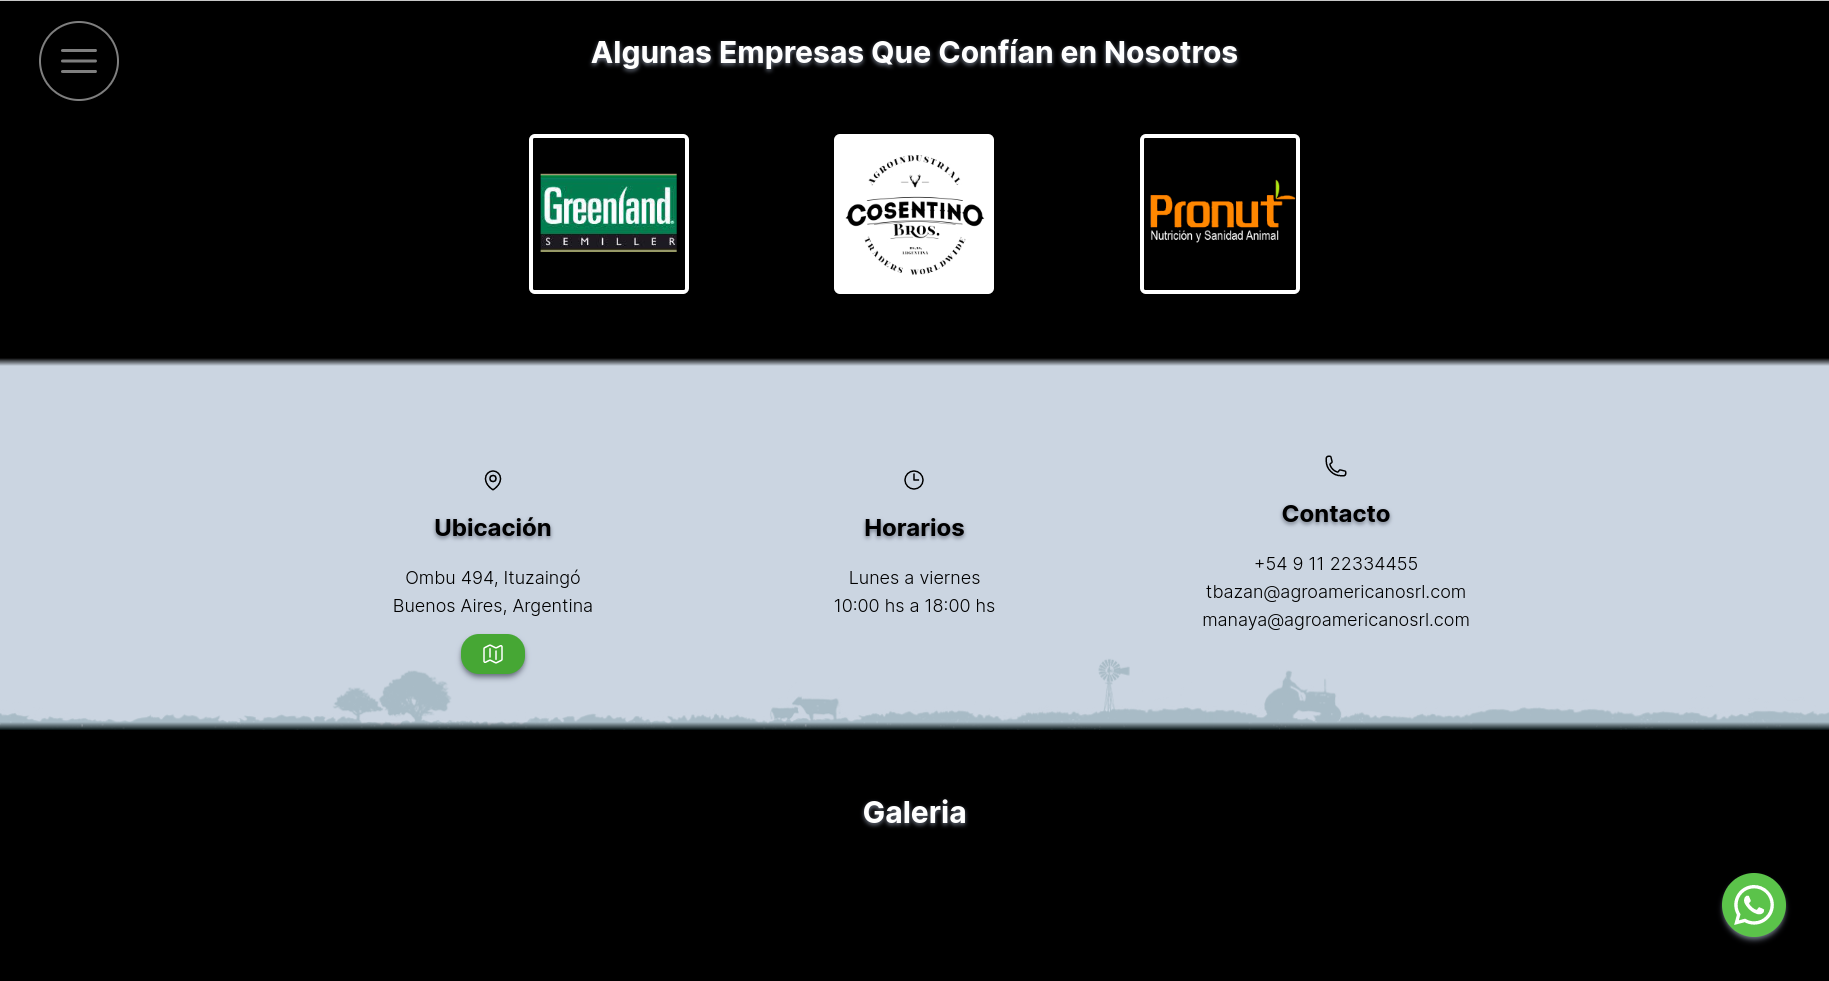 Algunas Empresas Que Confían en Nosotros
Greenland
SEMILLER
AGROINDUSTRIAL
COSENTINO
BROS.
ARGENTINA
TRADERS WORLDWIDE
Pronut
Nutrición y Sanidad Animal
Ubicación
Ombu 494, Ituzaingó
Buenos Aires, Argentina
Horarios
Lunes a viernes
10:00 hs a 18:00 hs
Contacto
+54 9 11 22334455
tbazan@agroamericanosrl.com
manaya@agroamericanosrl.com
Galeria